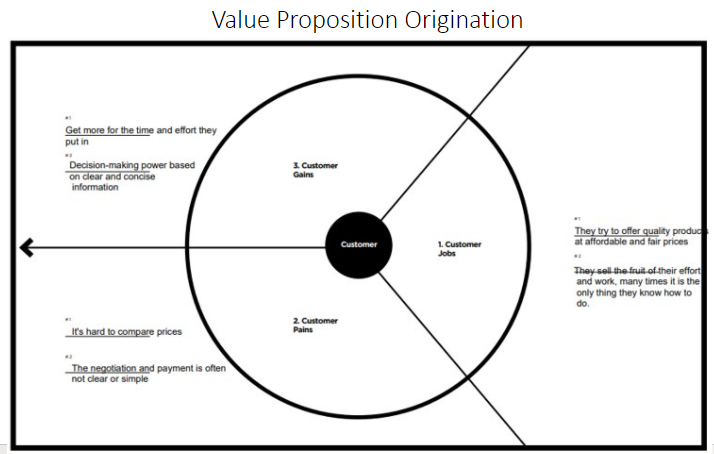 Value Proposition Origination
#1
Get more for the time and effort they
put in
#2
Decision-making power based
on clear and concise
information
3. Customer
Gains
Customer
1. Customer
Jobs
#1
They try to offer quality products
at affordable and fair prices
#2
They sell the fruit of their effort
and work, many times it is the
only thing they know how to
do.
2. Customer
Pains
#1
It's hard to compare prices
#2
The negotiation and payment is often
not clear or simple